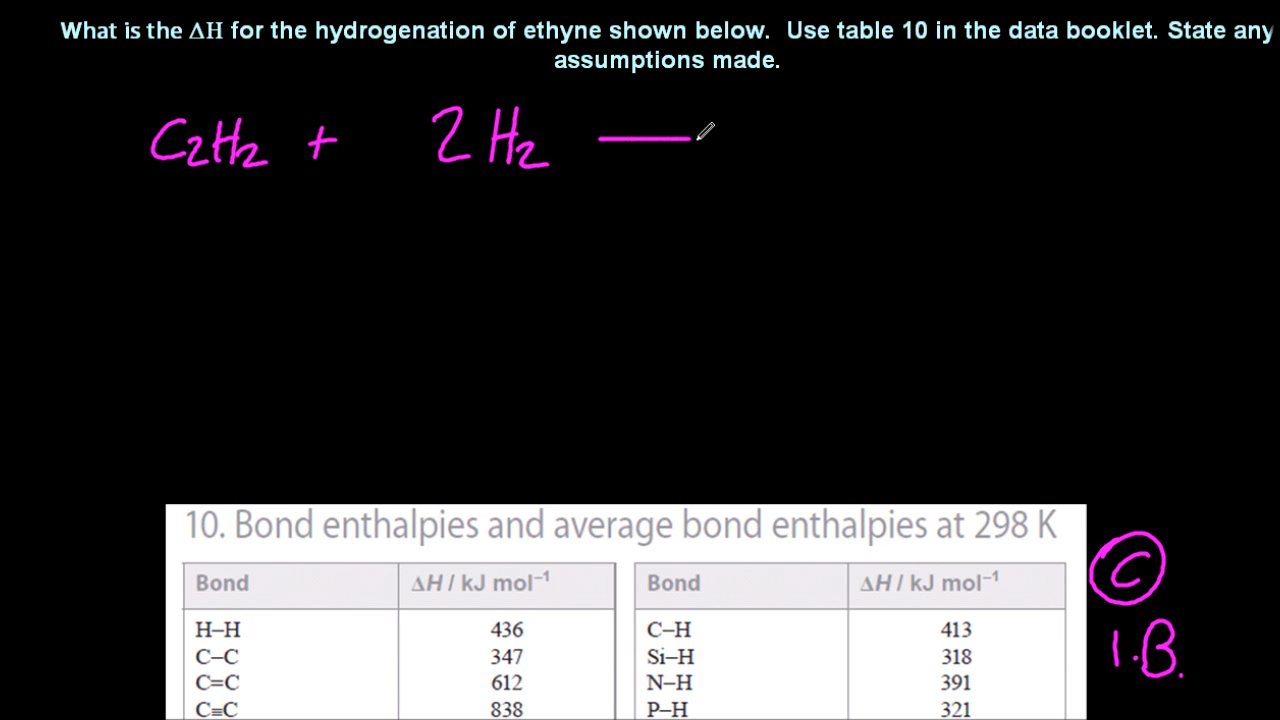 What is the ΔH for the hydrogenation of ethyne shown below. Use table 10 in the data booklet. State any
assumptions made.
C2H2 + 2H2 —
10. Bond enthalpies and average bond enthalpies at 298 K
Bond ΔH / kJ mol⁻¹ Bond ΔH / kJ mol⁻¹
H–H 436 C–H 413
C–C 347 Si–H 318
C=C 612 N–H 391
C≡C 838 P–H 321
C
I.B.